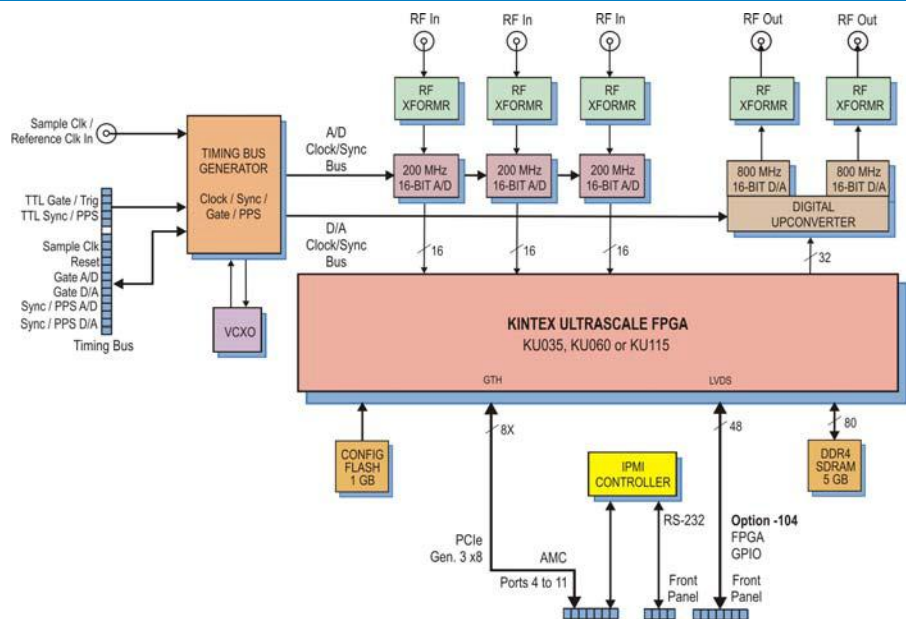 RF In
RF In
RF In
RF Out
RF Out
RF
XFORMR
RF
XFORMR
RF
XFORMR
RF
XFORMR
RF
XFORMR
Sample Clk /
Reference Clk In
TIMING BUS
GENERATOR
Clock / Sync /
Gate / PPS
A/D
Clock/Sync
Bus
200 MHz
16-BIT A/D
200 MHz
16-BIT A/D
200 MHz
16-BIT A/D
800 MHz
16-BIT D/A
800 MHz
16-BIT D/A
DIGITAL
UPCONVERTER
TTL Gate / Trig
TTL Sync / PPS
Sample Clk
Reset
Gate A/D
Gate D/A
Sync / PPS A/D
Sync / PPS D/A
Timing Bus
D/A
Clock/Sync
Bus
16
16
16
32
VCXO
KINTEX ULTRASCALE FPGA
KU035, KU060 or KU115
GTH
LVDS
8X
48
80
CONFIG
FLASH
1 GB
IPMI
CONTROLLER
DDR4
SDRAM
5 GB
RS-232
Option -104
FPGA
GPIO
PCIe
Gen. 3 x8
AMC
Ports 4 to 11
Front
Panel
Front
Panel